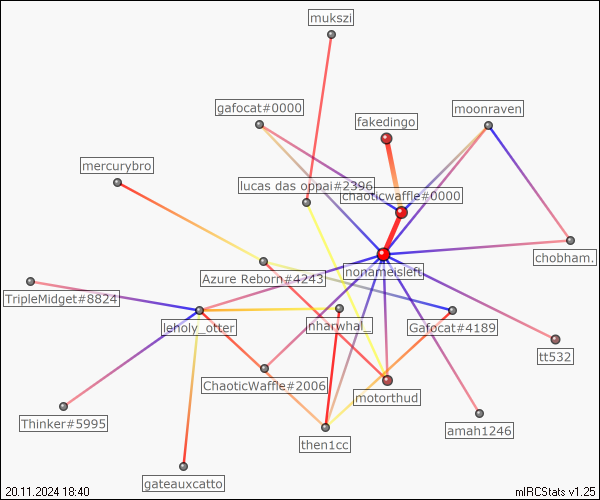 mukszi
gafocat#0000
moonraven
fakedingo
mercurybro
lucas das oppai#2396
chaoticwaffle#0000
chobham.
nonameisleft
Azure Reborn#4243
TripleMidget#8824
leholy_otter
nharwhal_
Gafocat#4189
tt532
ChaoticWaffle#2006
motorthud
Thinker#5995
amah1246
then1cc
gateauxcatto
20.11.2024 18:40
mIRCStats v1.25